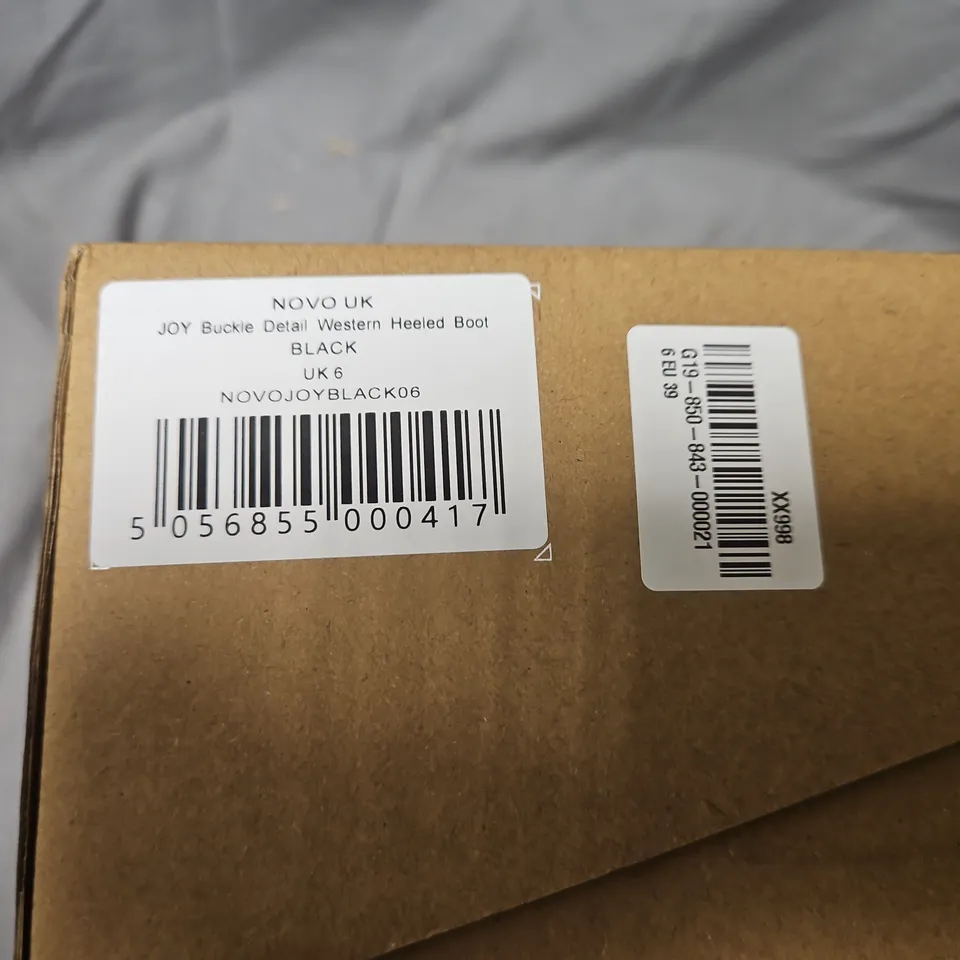 NOVO UK
JOY Buckle Detail Western Heeled Boot
BLACK
UK 6
NOVOJOYBLACK06
5 056855 000417
XX998
G19-850-843-000021
6 EU 39